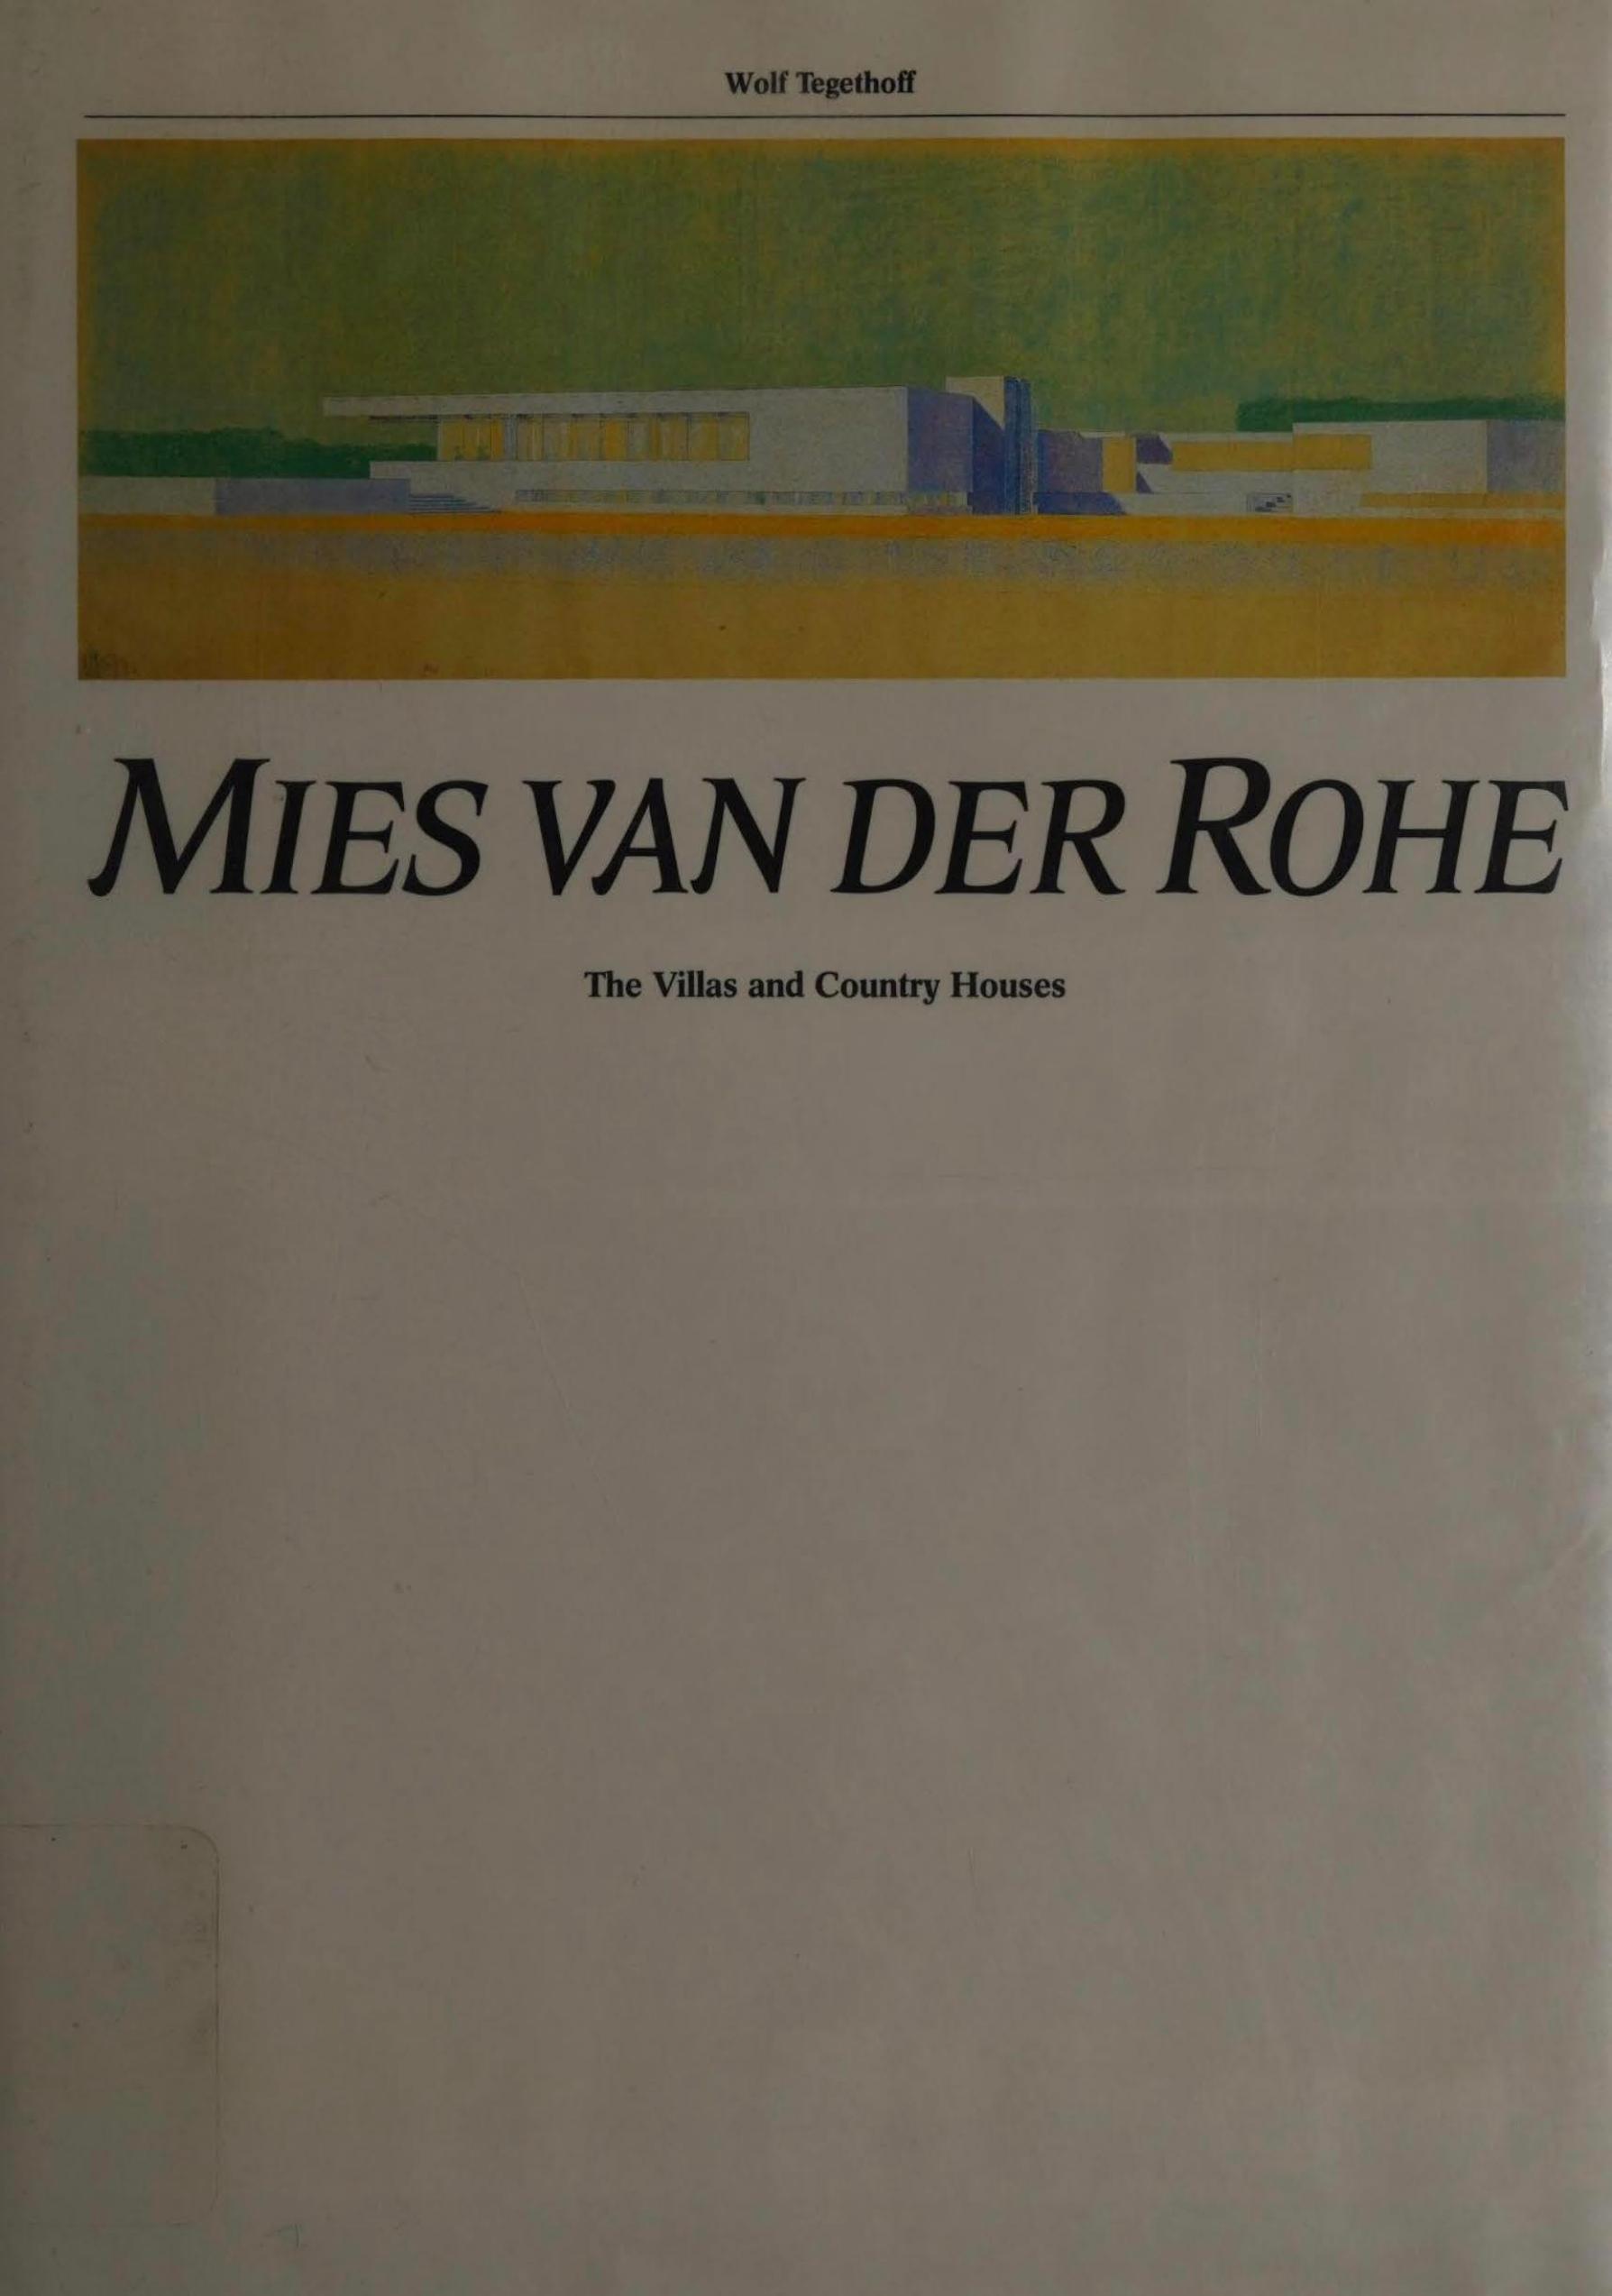 Wolf Tegethoff
MIES VAN DER ROHE
The Villas and Country Houses